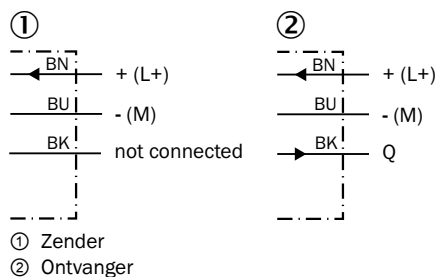 ① ②
BN + (L+) BN + (L+)
BU - (M) BU - (M)
BK not connected BK Q
① Zender
② Ontvanger